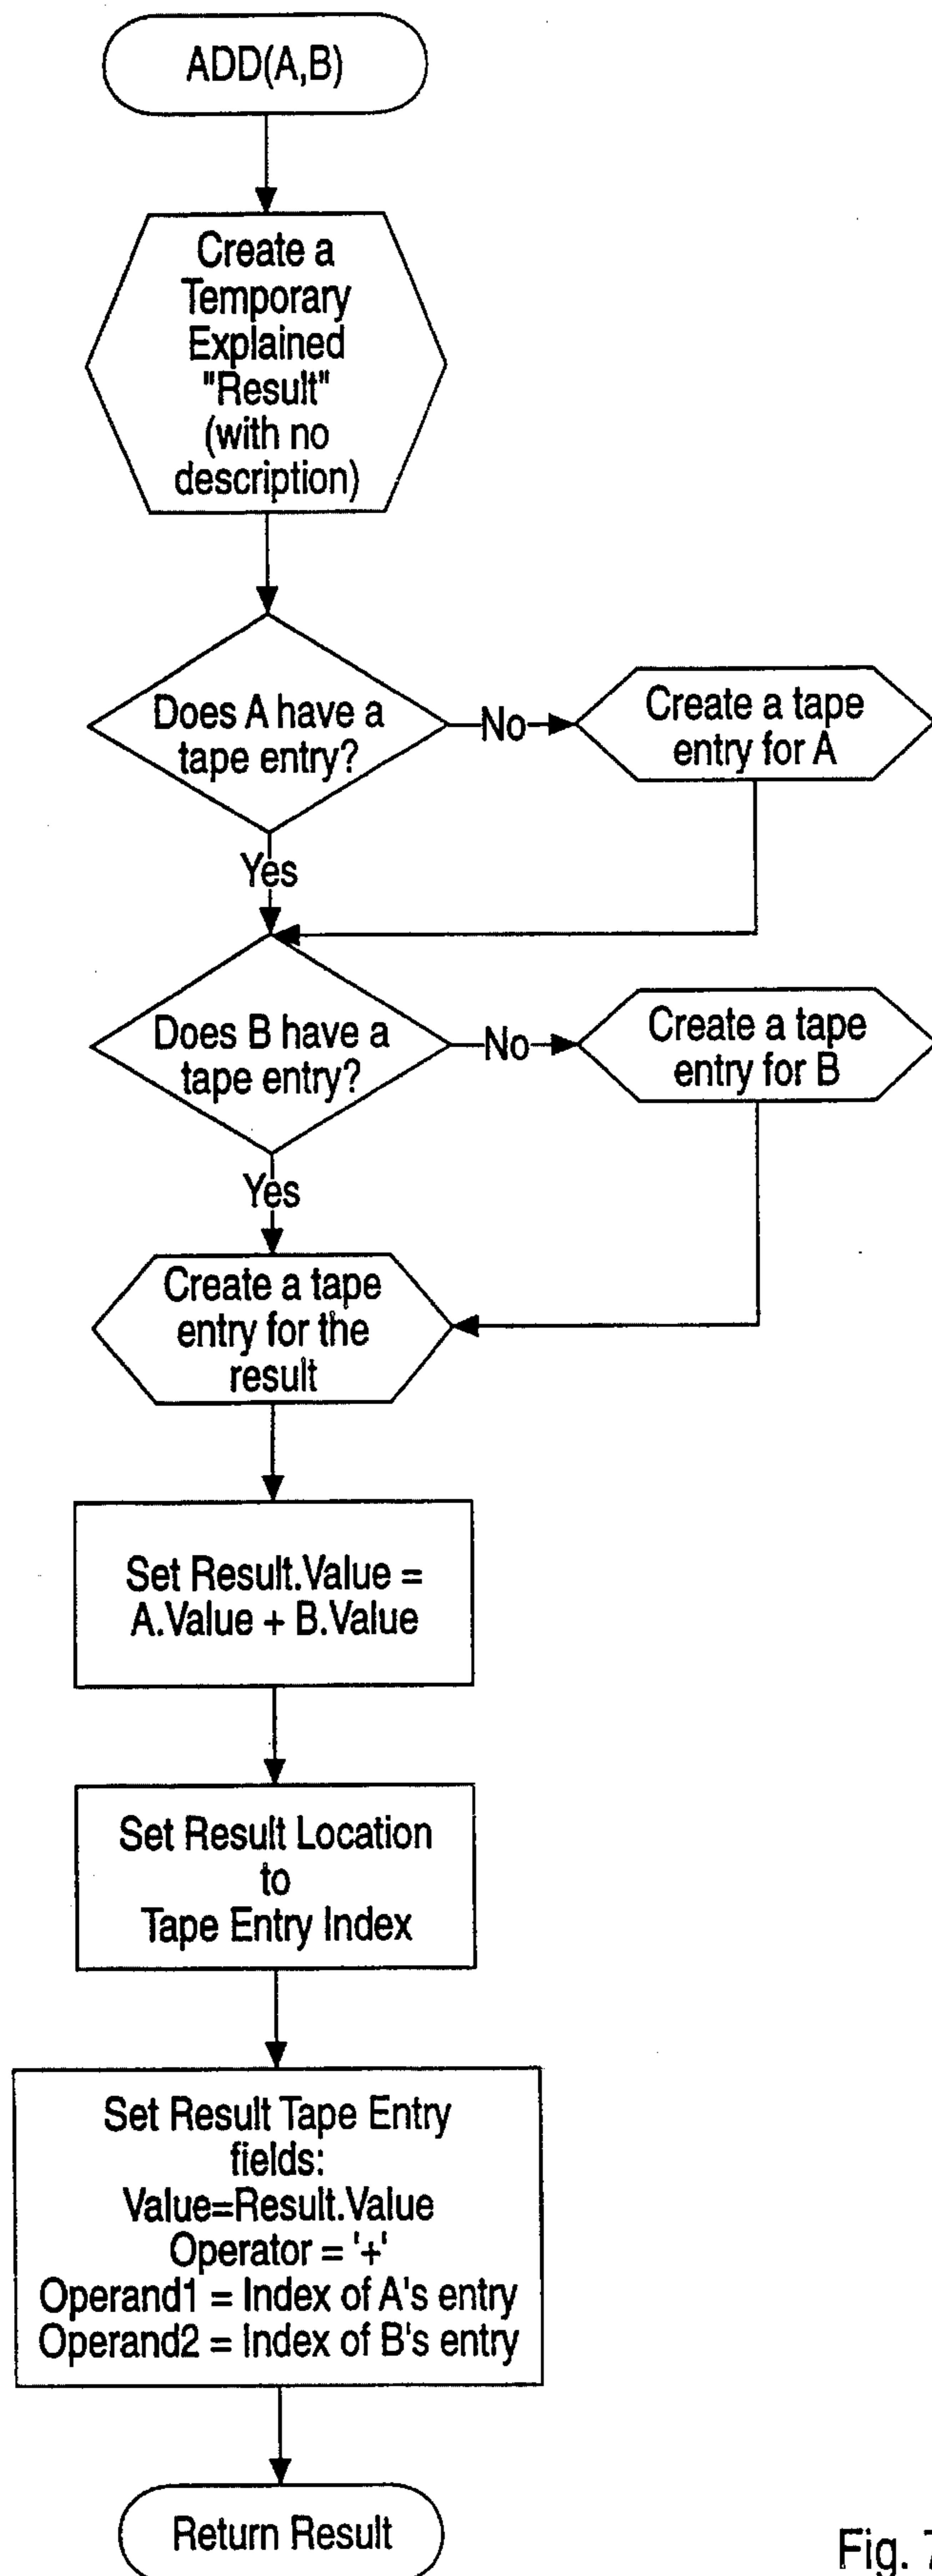 ADD(A,B)
Create a
Temporary
Explained
"Result"
(with no
description)
Does A have a
tape entry?
No
Create a tape
entry for A
Yes
Does B have a
tape entry?
No
Create a tape
entry for B
Yes
Create a tape
entry for the
result
Set Result.Value =
A.Value + B.Value
Set Result Location
to
Tape Entry Index
Set Result Tape Entry
fields:
Value=Result.Value
Operator = '+'
Operand1 = Index of A's entry
Operand2 = Index of B's entry
Return Result
Fig. 7